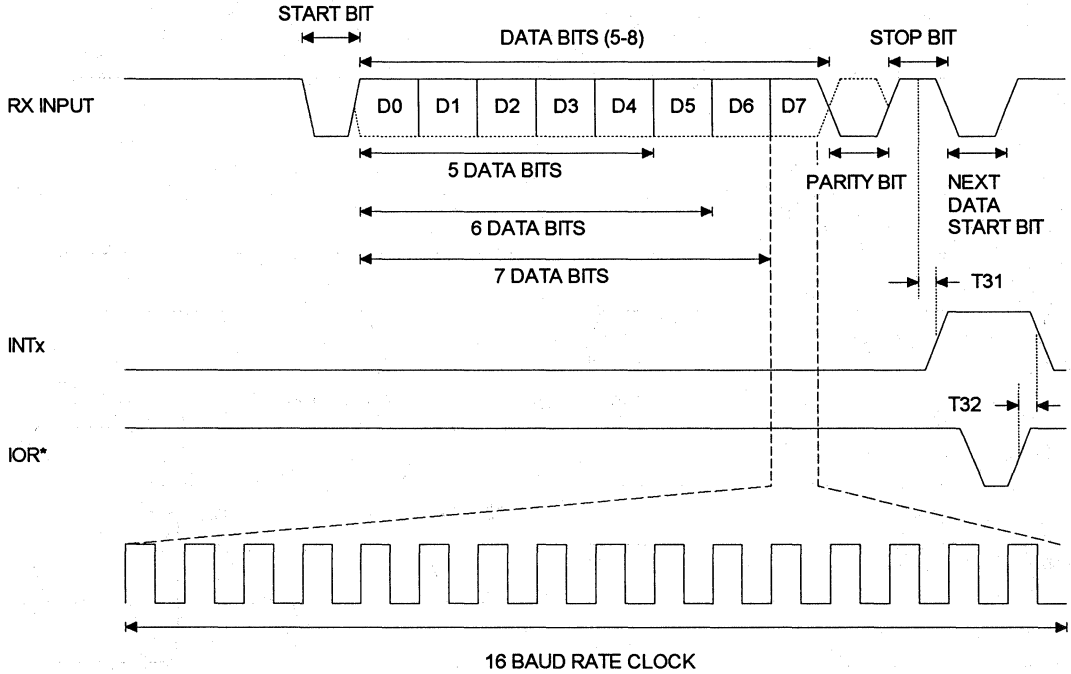 START BIT
DATA BITS (5-8)
STOP BIT
RX INPUT
D0 D1 D2 D3 D4 D5 D6 D7
5 DATA BITS
PARITY BIT
NEXT
DATA
START BIT
6 DATA BITS
7 DATA BITS
T31
INTx
T32
IOR*
16 BAUD RATE CLOCK